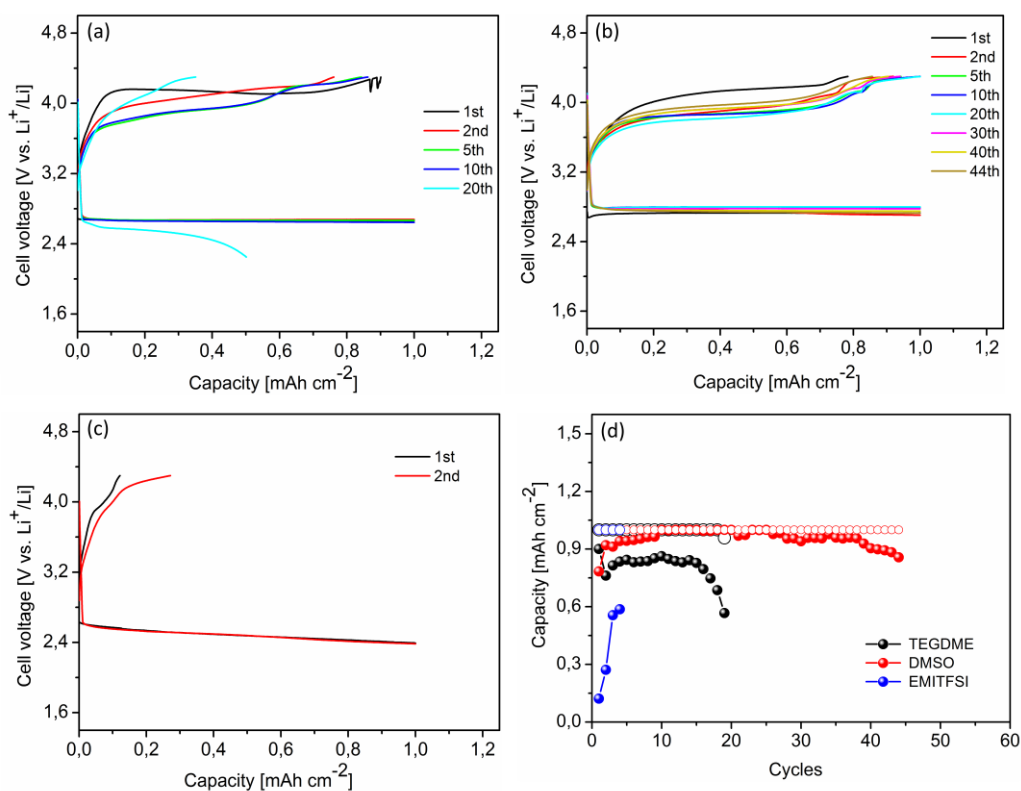 (a)
4,8
4,0
3,2
2,4
1,6
Cell voltage [V vs. Li⁺/Li]
1st
2nd
5th
10th
20th
0,0 0,2 0,4 0,6 0,8 1,0 1,2
Capacity [mAh cm⁻²]
(b)
4,8
4,0
3,2
2,4
1,6
Cell voltage [V vs. Li⁺/Li]
1st
2nd
5th
10th
20th
30th
40th
44th
0,0 0,2 0,4 0,6 0,8 1,0 1,2
Capacity [mAh cm⁻²]
(c)
4,8
4,0
3,2
2,4
1,6
Cell voltage [V vs. Li⁺/Li]
1st
2nd
0,0 0,2 0,4 0,6 0,8 1,0 1,2
Capacity [mAh cm⁻²]
(d)
1,5
1,2
0,9
0,6
0,3
0,0
Capacity [mAh cm⁻²]
TEGDME
DMSO
EMITFSI
0 10 20 30 40 50 60
Cycles